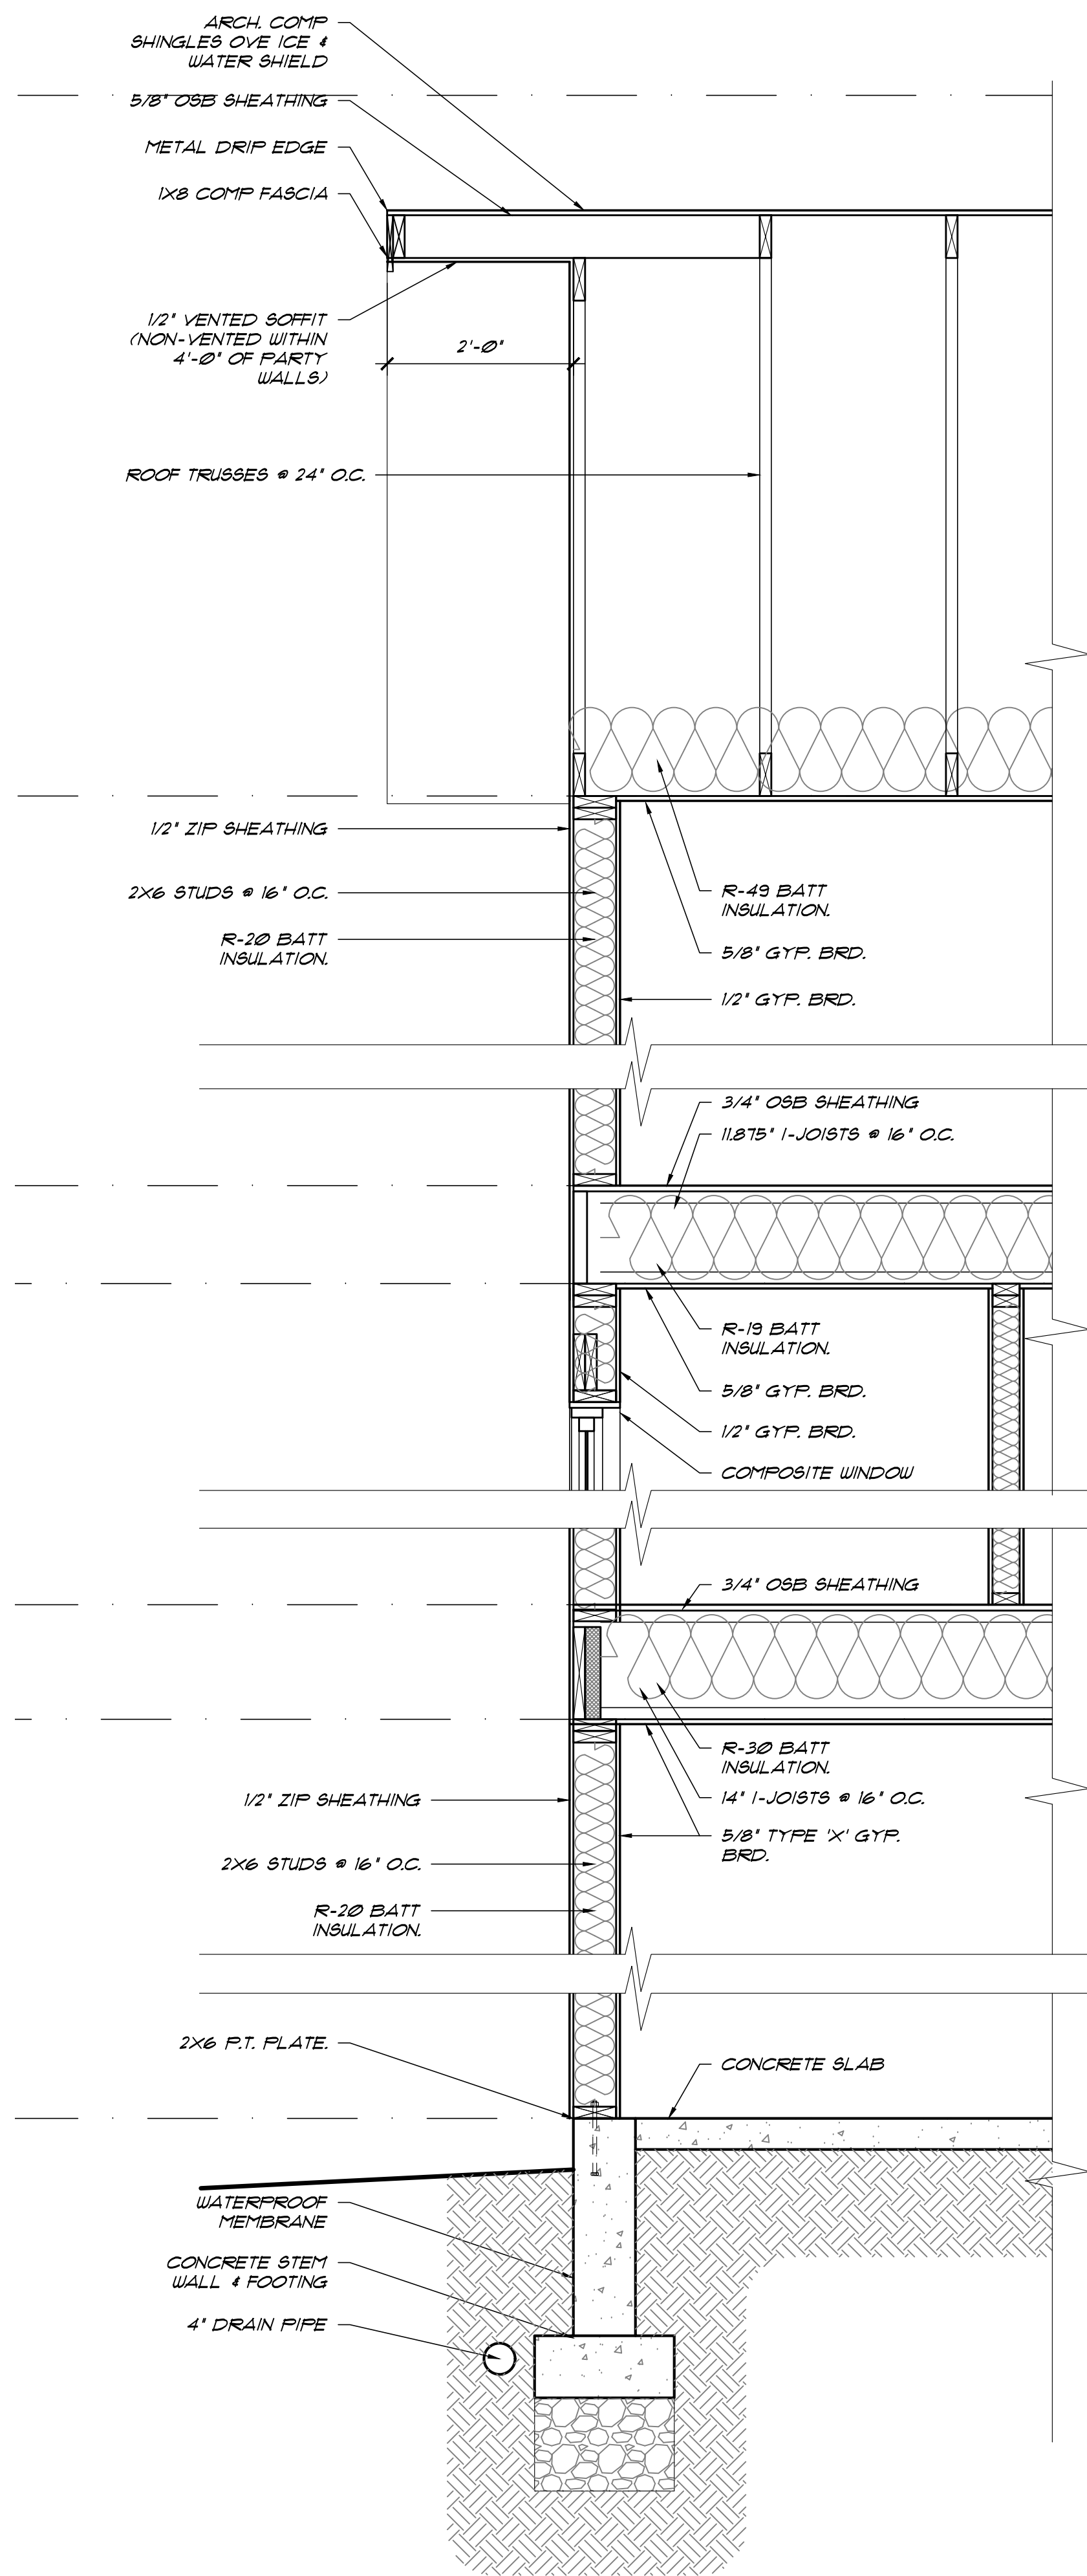 ARCH. COMP
SHINGLES OVE ICE &
WATER SHIELD
5/8" OSB SHEATHING
METAL DRIP EDGE
1X8 COMP FASCIA
1/2" VENTED SOFFIT
(NON-VENTED WITHIN
4'-0" OF PARTY
WALLS)
2'-0"
ROOF TRUSSES @ 24" O.C.
1/2" ZIP SHEATHING
2X6 STUDS @ 16" O.C.
R-20 BATT
INSULATION.
R-49 BATT
INSULATION.
5/8" GYP. BRD.
1/2" GYP. BRD.
3/4" OSB SHEATHING
11.875" I-JOISTS @ 16" O.C.
R-19 BATT
INSULATION.
5/8" GYP. BRD.
1/2" GYP. BRD.
COMPOSITE WINDOW
3/4" OSB SHEATHING
R-30 BATT
INSULATION.
14" I-JOISTS @ 16" O.C.
5/8" TYPE 'X' GYP.
BRD.
1/2" ZIP SHEATHING
2X6 STUDS @ 16" O.C.
R-20 BATT
INSULATION.
2X6 P.T. PLATE.
CONCRETE SLAB
WATERPROOF
MEMBRANE
CONCRETE STEM
WALL & FOOTING
4" DRAIN PIPE